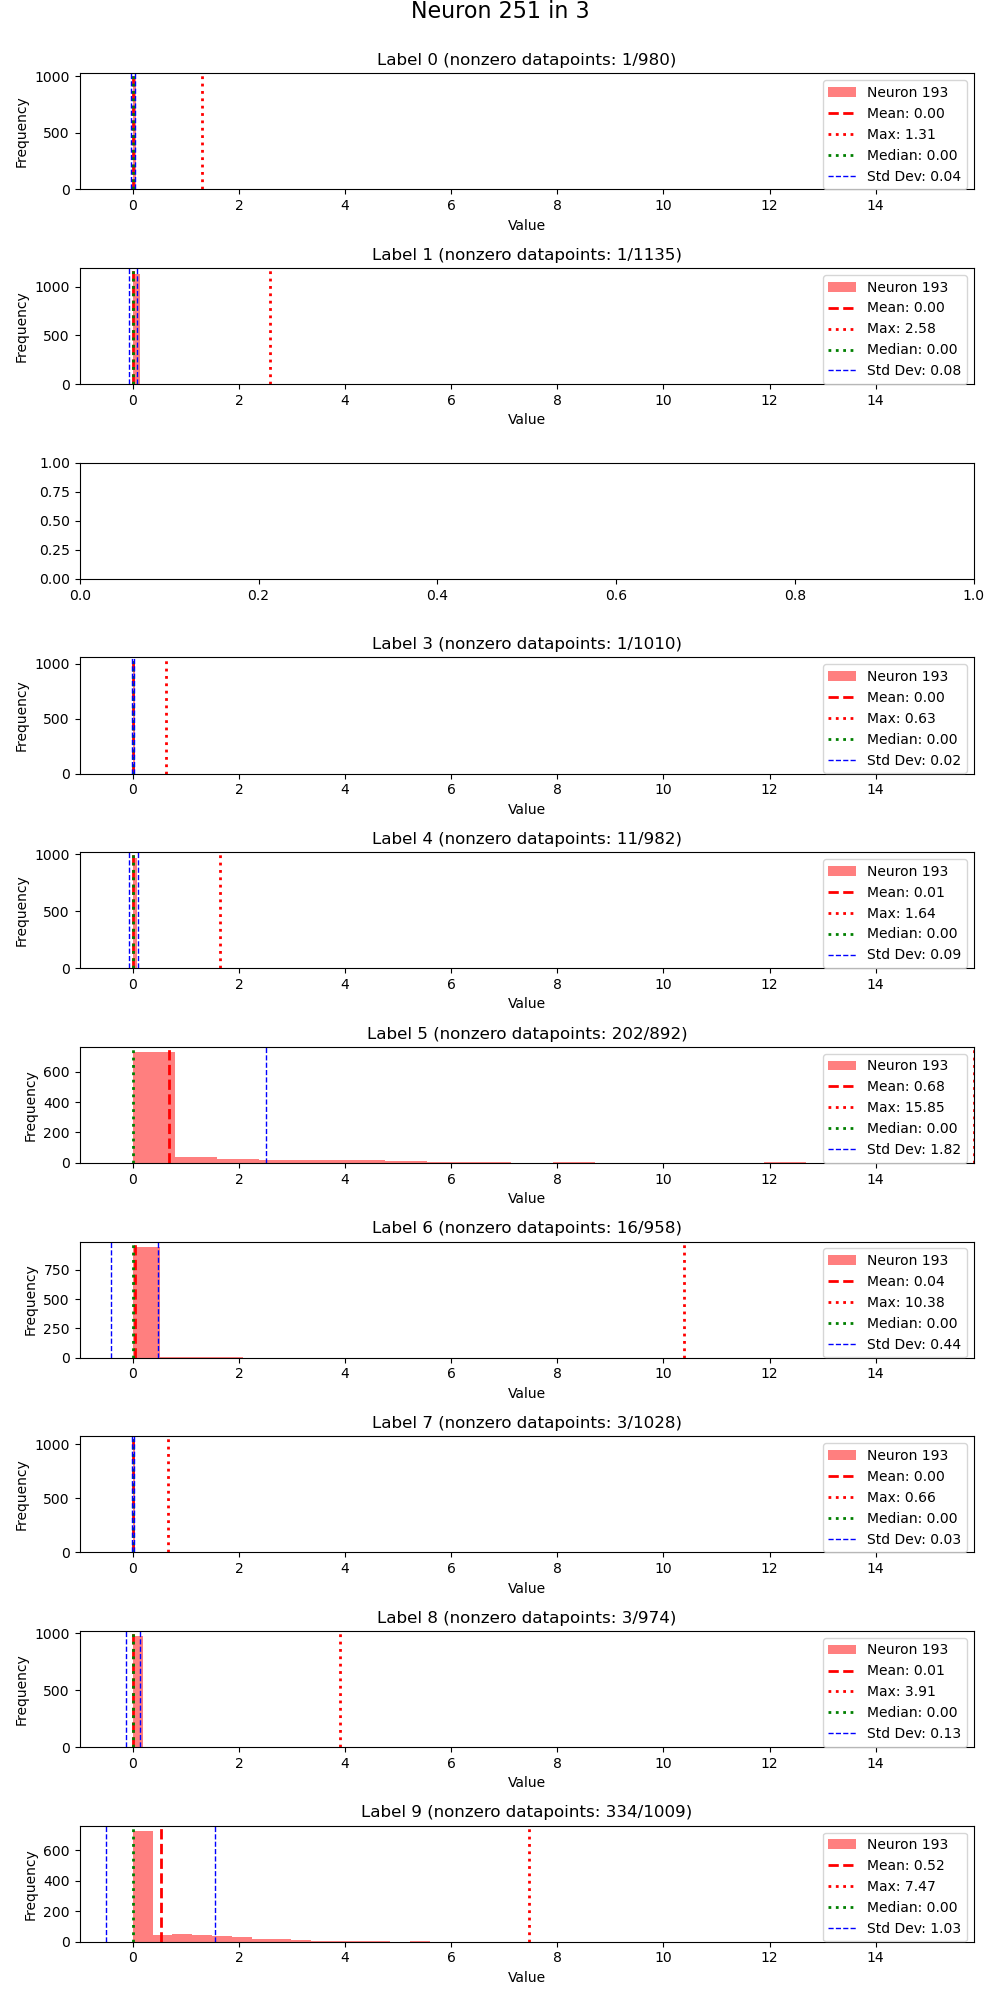 Neuron 251 in 3
Label 0 (nonzero datapoints: 1/980)
1000
500
0
Frequency
Neuron 193
Mean: 0.00
Max: 1.31
Median: 0.00
Std Dev: 0.04
0 2 4 6 8 10 12 14
Value
Label 1 (nonzero datapoints: 1/1135)
1000
500
0
Frequency
Neuron 193
Mean: 0.00
Max: 2.58
Median: 0.00
Std Dev: 0.08
0 2 4 6 8 10 12 14
Value
1.00
0.75
0.50
0.25
0.00
0.0 0.2 0.4 0.6 0.8 1.0
Label 3 (nonzero datapoints: 1/1010)
1000
500
0
Frequency
Neuron 193
Mean: 0.00
Max: 0.63
Median: 0.00
Std Dev: 0.02
0 2 4 6 8 10 12 14
Value
Label 4 (nonzero datapoints: 11/982)
1000
500
0
Frequency
Neuron 193
Mean: 0.01
Max: 1.64
Median: 0.00
Std Dev: 0.09
0 2 4 6 8 10 12 14
Value
Label 5 (nonzero datapoints: 202/892)
600
400
200
0
Frequency
Neuron 193
Mean: 0.68
Max: 15.85
Median: 0.00
Std Dev: 1.82
0 2 4 6 8 10 12 14
Value
Label 6 (nonzero datapoints: 16/958)
750
500
250
0
Frequency
Neuron 193
Mean: 0.04
Max: 10.38
Median: 0.00
Std Dev: 0.44
0 2 4 6 8 10 12 14
Value
Label 7 (nonzero datapoints: 3/1028)
1000
500
0
Frequency
Neuron 193
Mean: 0.00
Max: 0.66
Median: 0.00
Std Dev: 0.03
0 2 4 6 8 10 12 14
Value
Label 8 (nonzero datapoints: 3/974)
1000
500
0
Frequency
Neuron 193
Mean: 0.01
Max: 3.91
Median: 0.00
Std Dev: 0.13
0 2 4 6 8 10 12 14
Value
Label 9 (nonzero datapoints: 334/1009)
600
400
200
0
Frequency
Neuron 193
Mean: 0.52
Max: 7.47
Median: 0.00
Std Dev: 1.03
0 2 4 6 8 10 12 14
Value